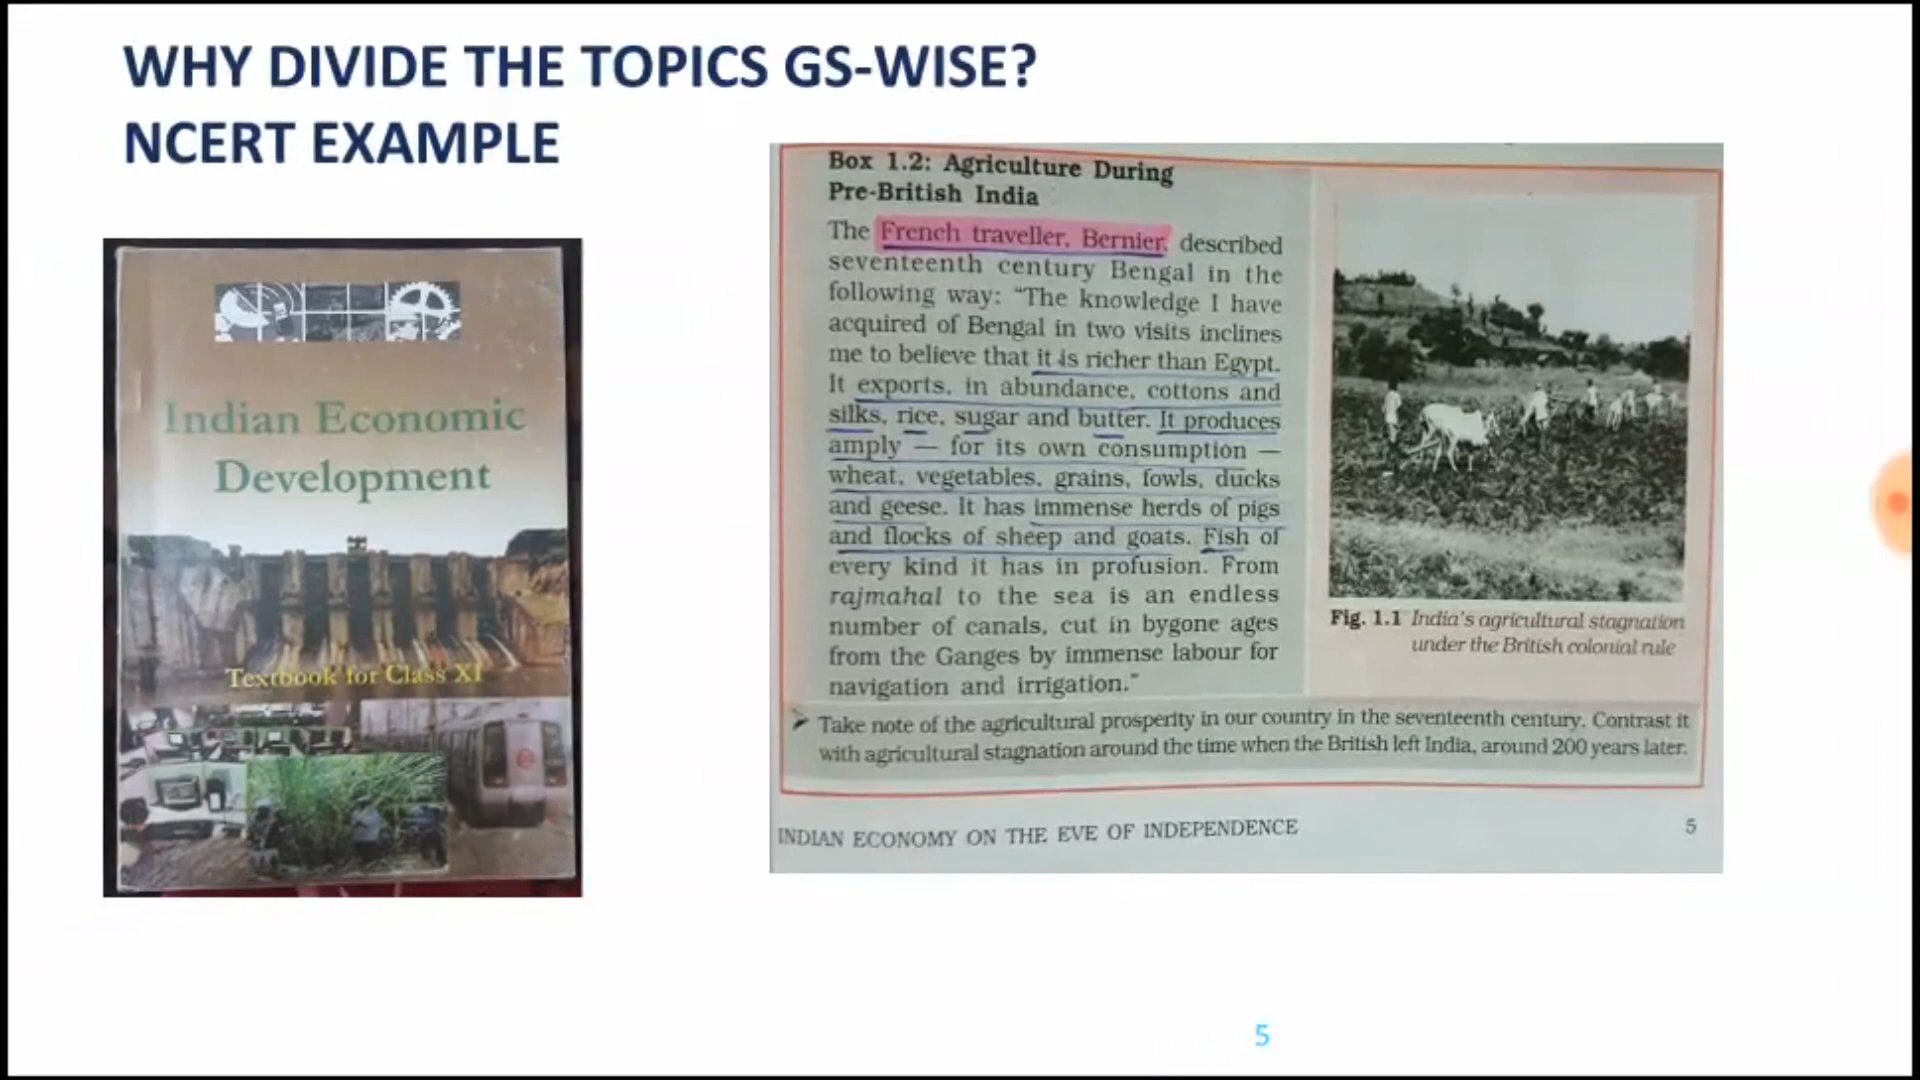 WHY DIVIDE THE TOPICS GS-WISE?
NCERT EXAMPLE
Indian Economic
Development
Textbook for Class XI
Box 1.2: Agriculture During
Pre-British India
The French traveller, Bernier, described
seventeenth century Bengal in the
following way: “The knowledge I have
acquired of Bengal in two visits inclines
me to believe that it is richer than Egypt.
It exports, in abundance, cottons and
silks, rice, sugar and butter. It produces
amply — for its own consumption —
wheat, vegetables, grains, fowls, ducks
and geese. It has immense herds of pigs
and flocks of sheep and goats. Fish of
every kind it has in profusion. From
rajmahal to the sea is an endless
number of canals, cut in bygone ages
from the Ganges by immense labour for
navigation and irrigation.”
Fig. 1.1 India's agricultural stagnation
under the British colonial rule
➤ Take note of the agricultural prosperity in our country in the seventeenth century. Contrast it
with agricultural stagnation around the time when the British left India, around 200 years later.
INDIAN ECONOMY ON THE EVE OF INDEPENDENCE
5
5